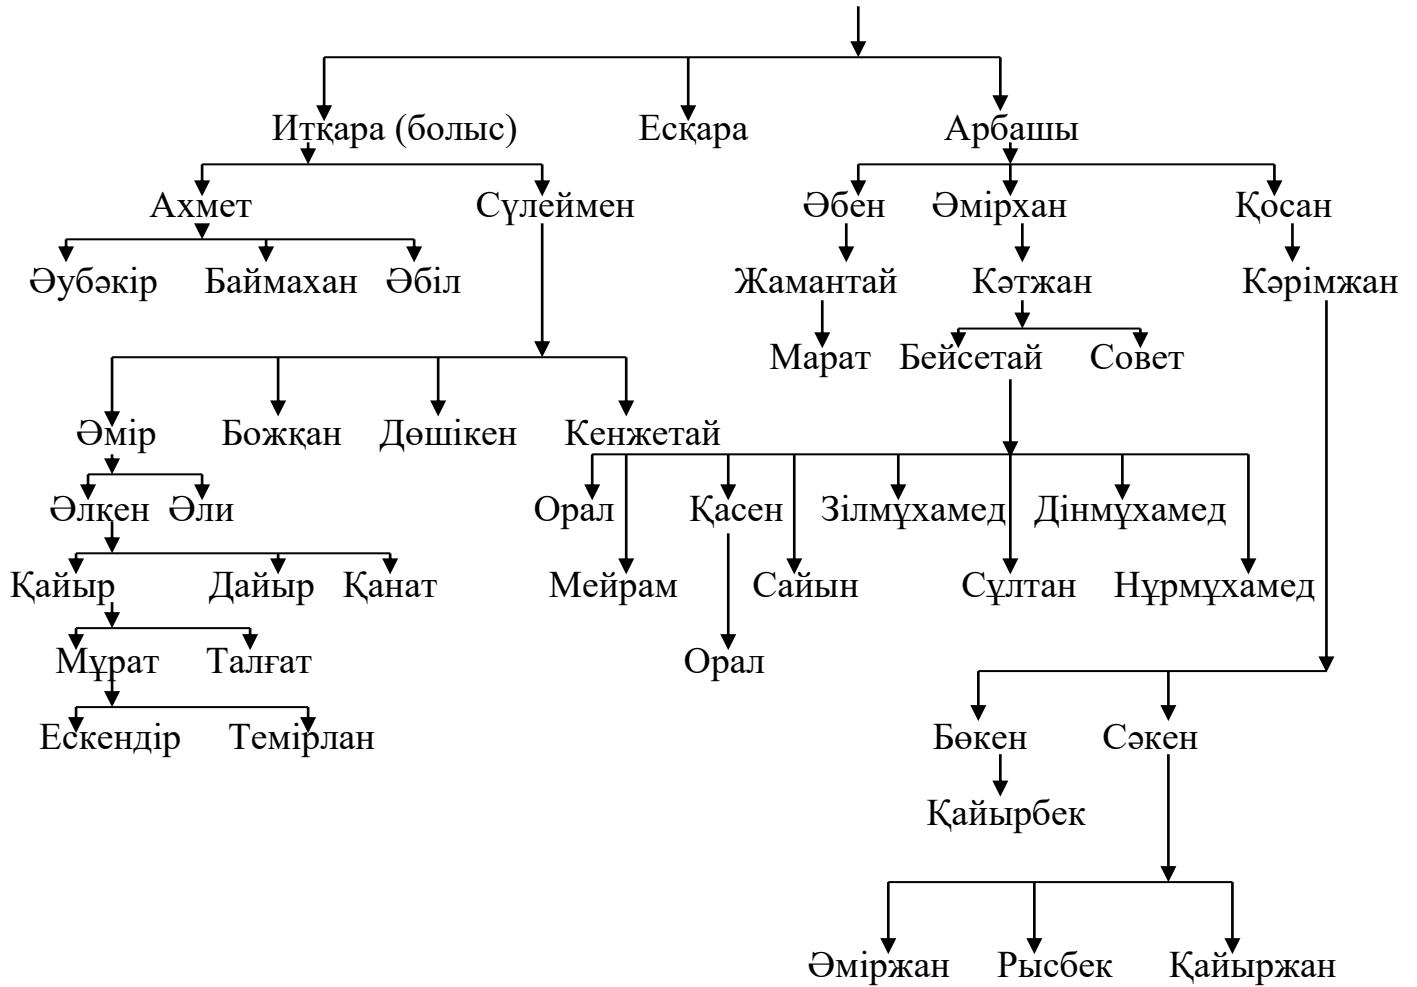 Итқара (болыс) Есқара Арбашы
Ахмет Сүлеймен Әбен Әмірхан Қосан
Әубәкір Баймахан Әбіл Жамантай Кәтжан Кәрімжан
Марат Бейсетай Совет
Әмір Божқан Дөшікен Кенжетай
Әлкен Әли Орал Қасен Зілмұхамед Дінмұхамед
Қайыр Дайыр Қанат Мейрам Сайын Сұлтан Нұрмұхамед
Мұрат Талғат Орал
Ескендір Темірлан Бөкен Сәкен
Қайырбек
Әміржан Рысбек Қайыржан